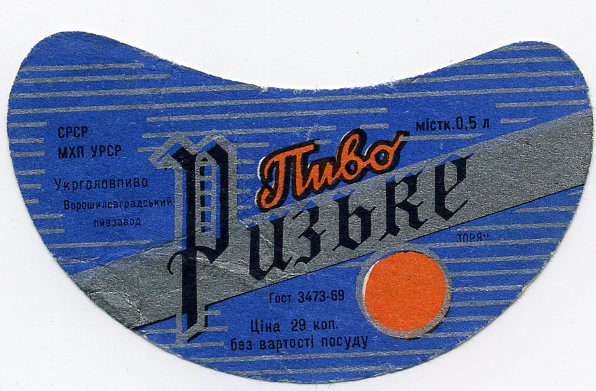 СРСР
МХП УРСР
Укрголовпиво
Ворошиловградський
пивзавод
Пиво
Ризьке
містк. 0,5 л
Гост 3473-69
Ціна 29 коп.
без вартості посуду